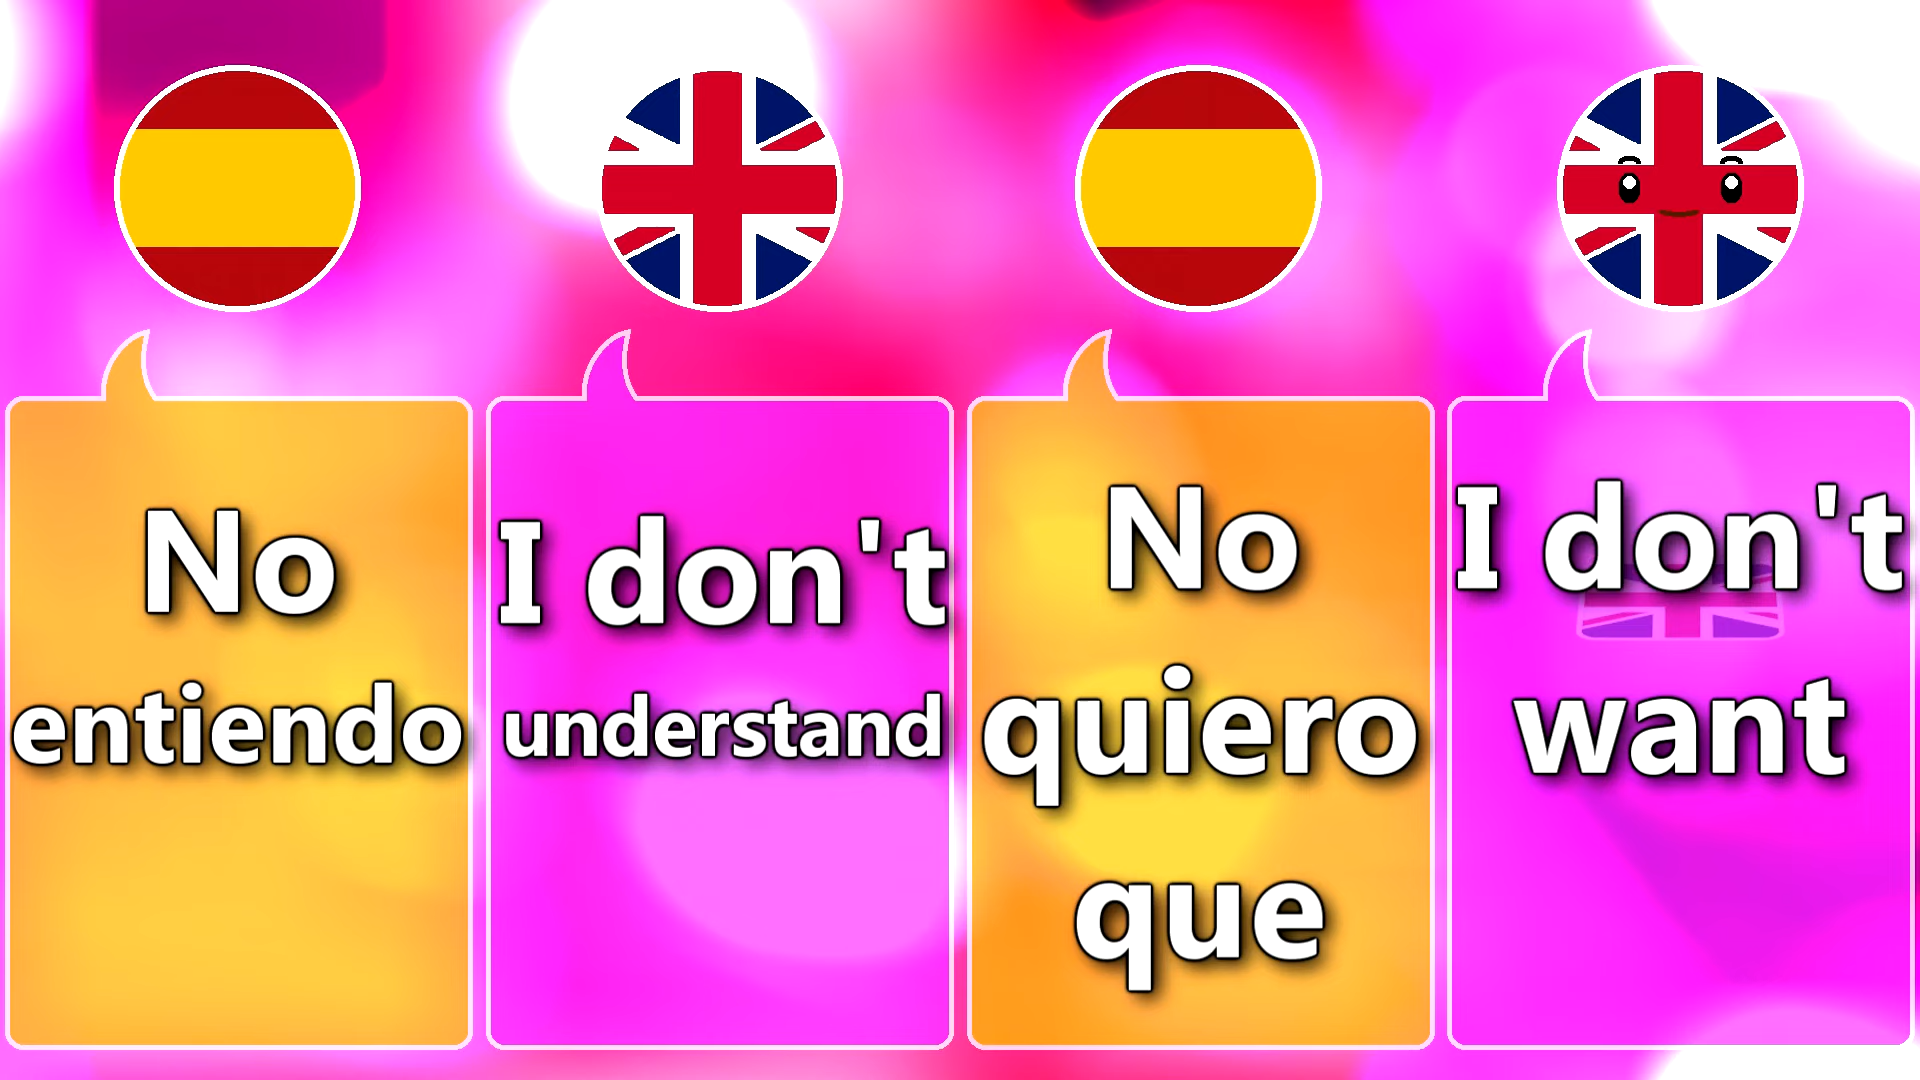 No
entiendo
I don't
understand
No
quiero
que
I don't
want